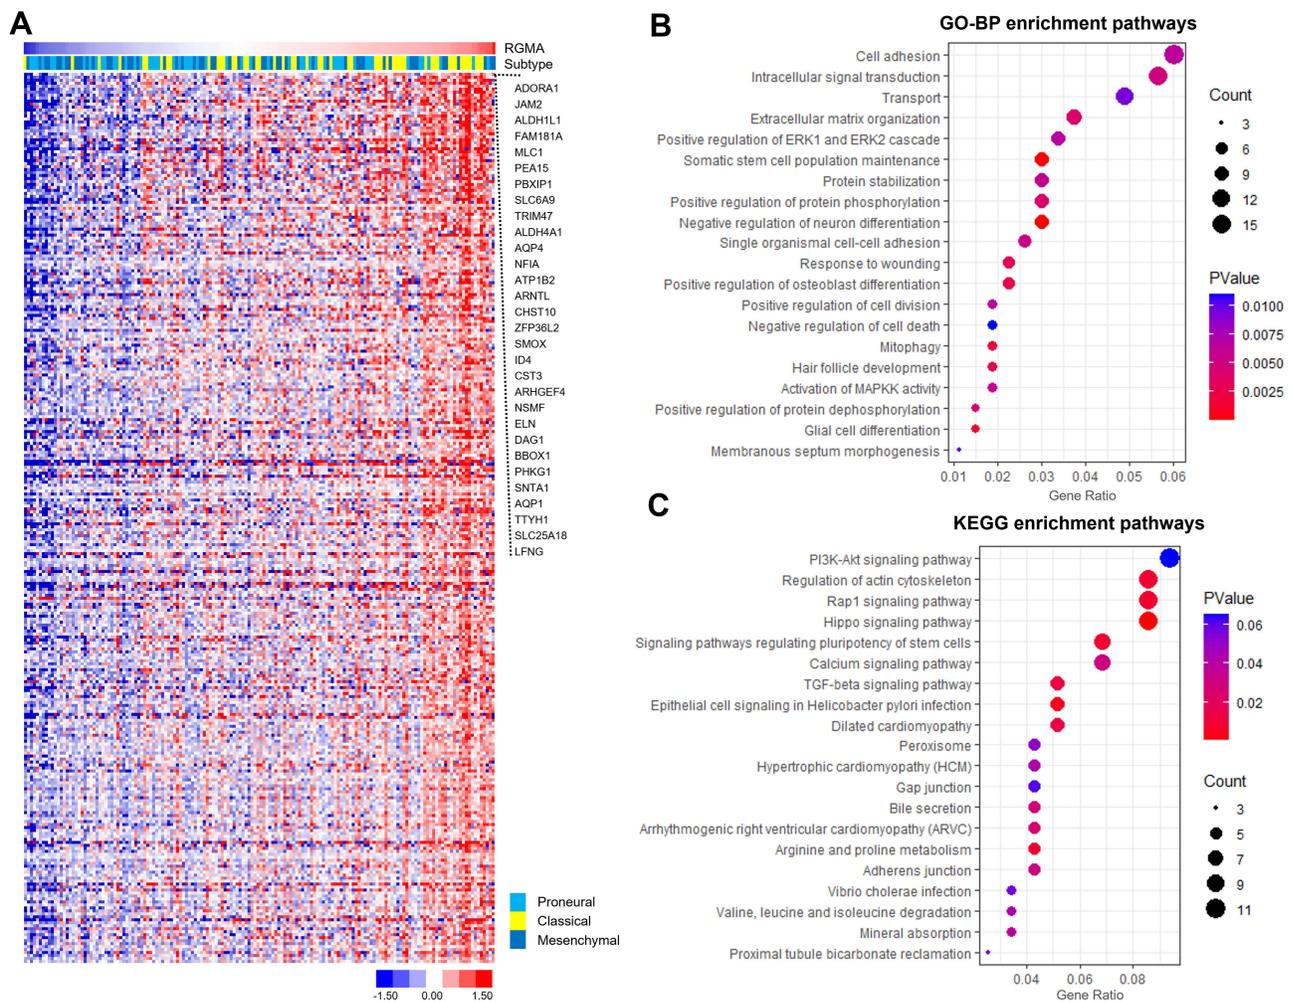 A
RGMA
Subtype
ADORA1
JAM2
ALDH1L1
FAM181A
MLC1
PEA15
PBXIP1
SLC6A9
TRIM47
ALDH4A1
AQP4
NFIA
ATP1B2
ARNTL
CHST10
ZFP36L2
SMOX
ID4
CST3
ARHGEF4
NSMF
ELN
DAG1
BBOX1
PHKG1
SNTA1
AQP1
TTYH1
SLC25A18
LFNG
Proneural
Classical
Mesenchymal
-1.50 0.00 1.50
B
GO-BP enrichment pathways
Cell adhesion
Intracellular signal transduction
Transport
Extracellular matrix organization
Positive regulation of ERK1 and ERK2 cascade
Somatic stem cell population maintenance
Protein stabilization
Positive regulation of protein phosphorylation
Negative regulation of neuron differentiation
Single organismal cell-cell adhesion
Response to wounding
Positive regulation of osteoblast differentiation
Positive regulation of cell division
Negative regulation of cell death
Mitophagy
Hair follicle development
Activation of MAPKK activity
Positive regulation of protein dephosphorylation
Glial cell differentiation
Membranous septum morphogenesis
0.01 0.02 0.03 0.04 0.05 0.06
Gene Ratio
Count
3
6
9
12
15
PValue
0.0100
0.0075
0.0050
0.0025
C
KEGG enrichment pathways
PI3K-Akt signaling pathway
Regulation of actin cytoskeleton
Rap1 signaling pathway
Hippo signaling pathway
Signaling pathways regulating pluripotency of stem cells
Calcium signaling pathway
TGF-beta signaling pathway
Epithelial cell signaling in Helicobacter pylori infection
Dilated cardiomyopathy
Peroxisome
Hypertrophic cardiomyopathy (HCM)
Gap junction
Bile secretion
Arrhythmogenic right ventricular cardiomyopathy (ARVC)
Arginine and proline metabolism
Adherens junction
Vibrio cholerae infection
Valine, leucine and isoleucine degradation
Mineral absorption
Proximal tubule bicarbonate reclamation
0.04 0.06 0.08
Gene Ratio
PValue
0.06
0.04
0.02
Count
3
5
7
9
11